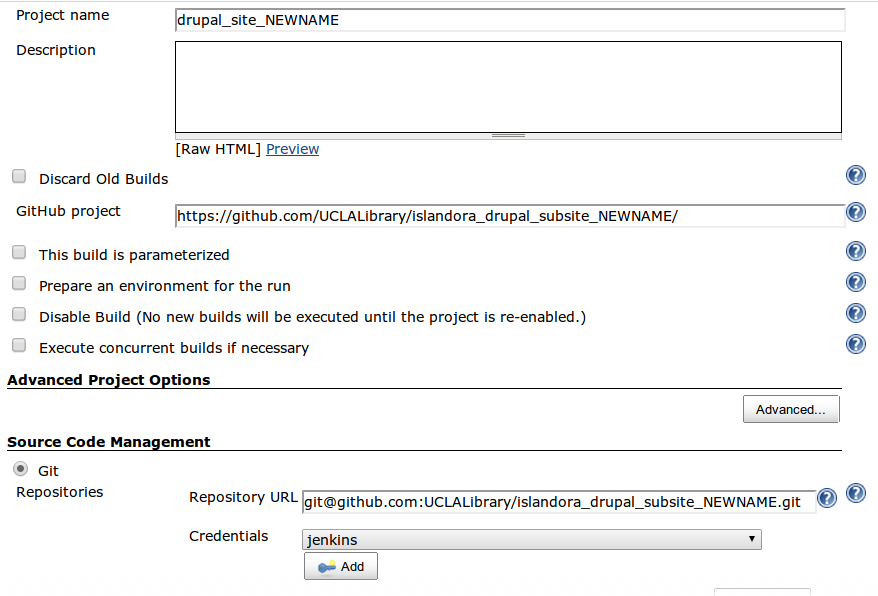 Project name drupal_site_NEWNAME
Description
[Raw HTML] Preview
Discard Old Builds
GitHub project https://github.com/UCLALibrary/islandora_drupal_subsite_NEWNAME/
This build is parameterized
Prepare an environment for the run
Disable Build (No new builds will be executed until the project is re-enabled.)
Execute concurrent builds if necessary
Advanced Project Options
Advanced...
Source Code Management
Git
Repositories
Repository URL git@github.com:UCLALibrary/islandora_drupal_subsite_NEWNAME.git
Credentials jenkins
Add